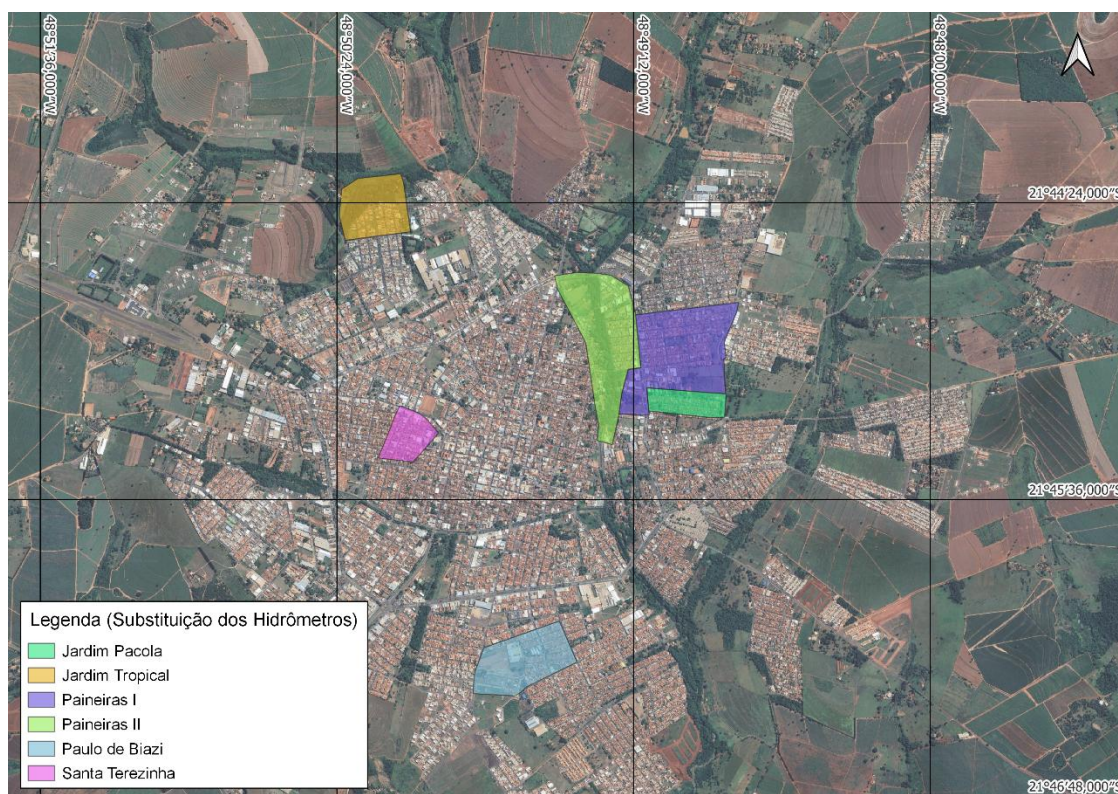 48°51'36,000"W
48°50'24,000"W
48°49'12,000"W
48°48'00,000"W
21°44'24,000"S
21°45'36,000"S
21°46'48,000"S
Legenda (Substituição dos Hidrômetros)
Jardim Pacola
Jardim Tropical
Paineiras I
Paineiras II
Paulo de Biazi
Santa Terezinha